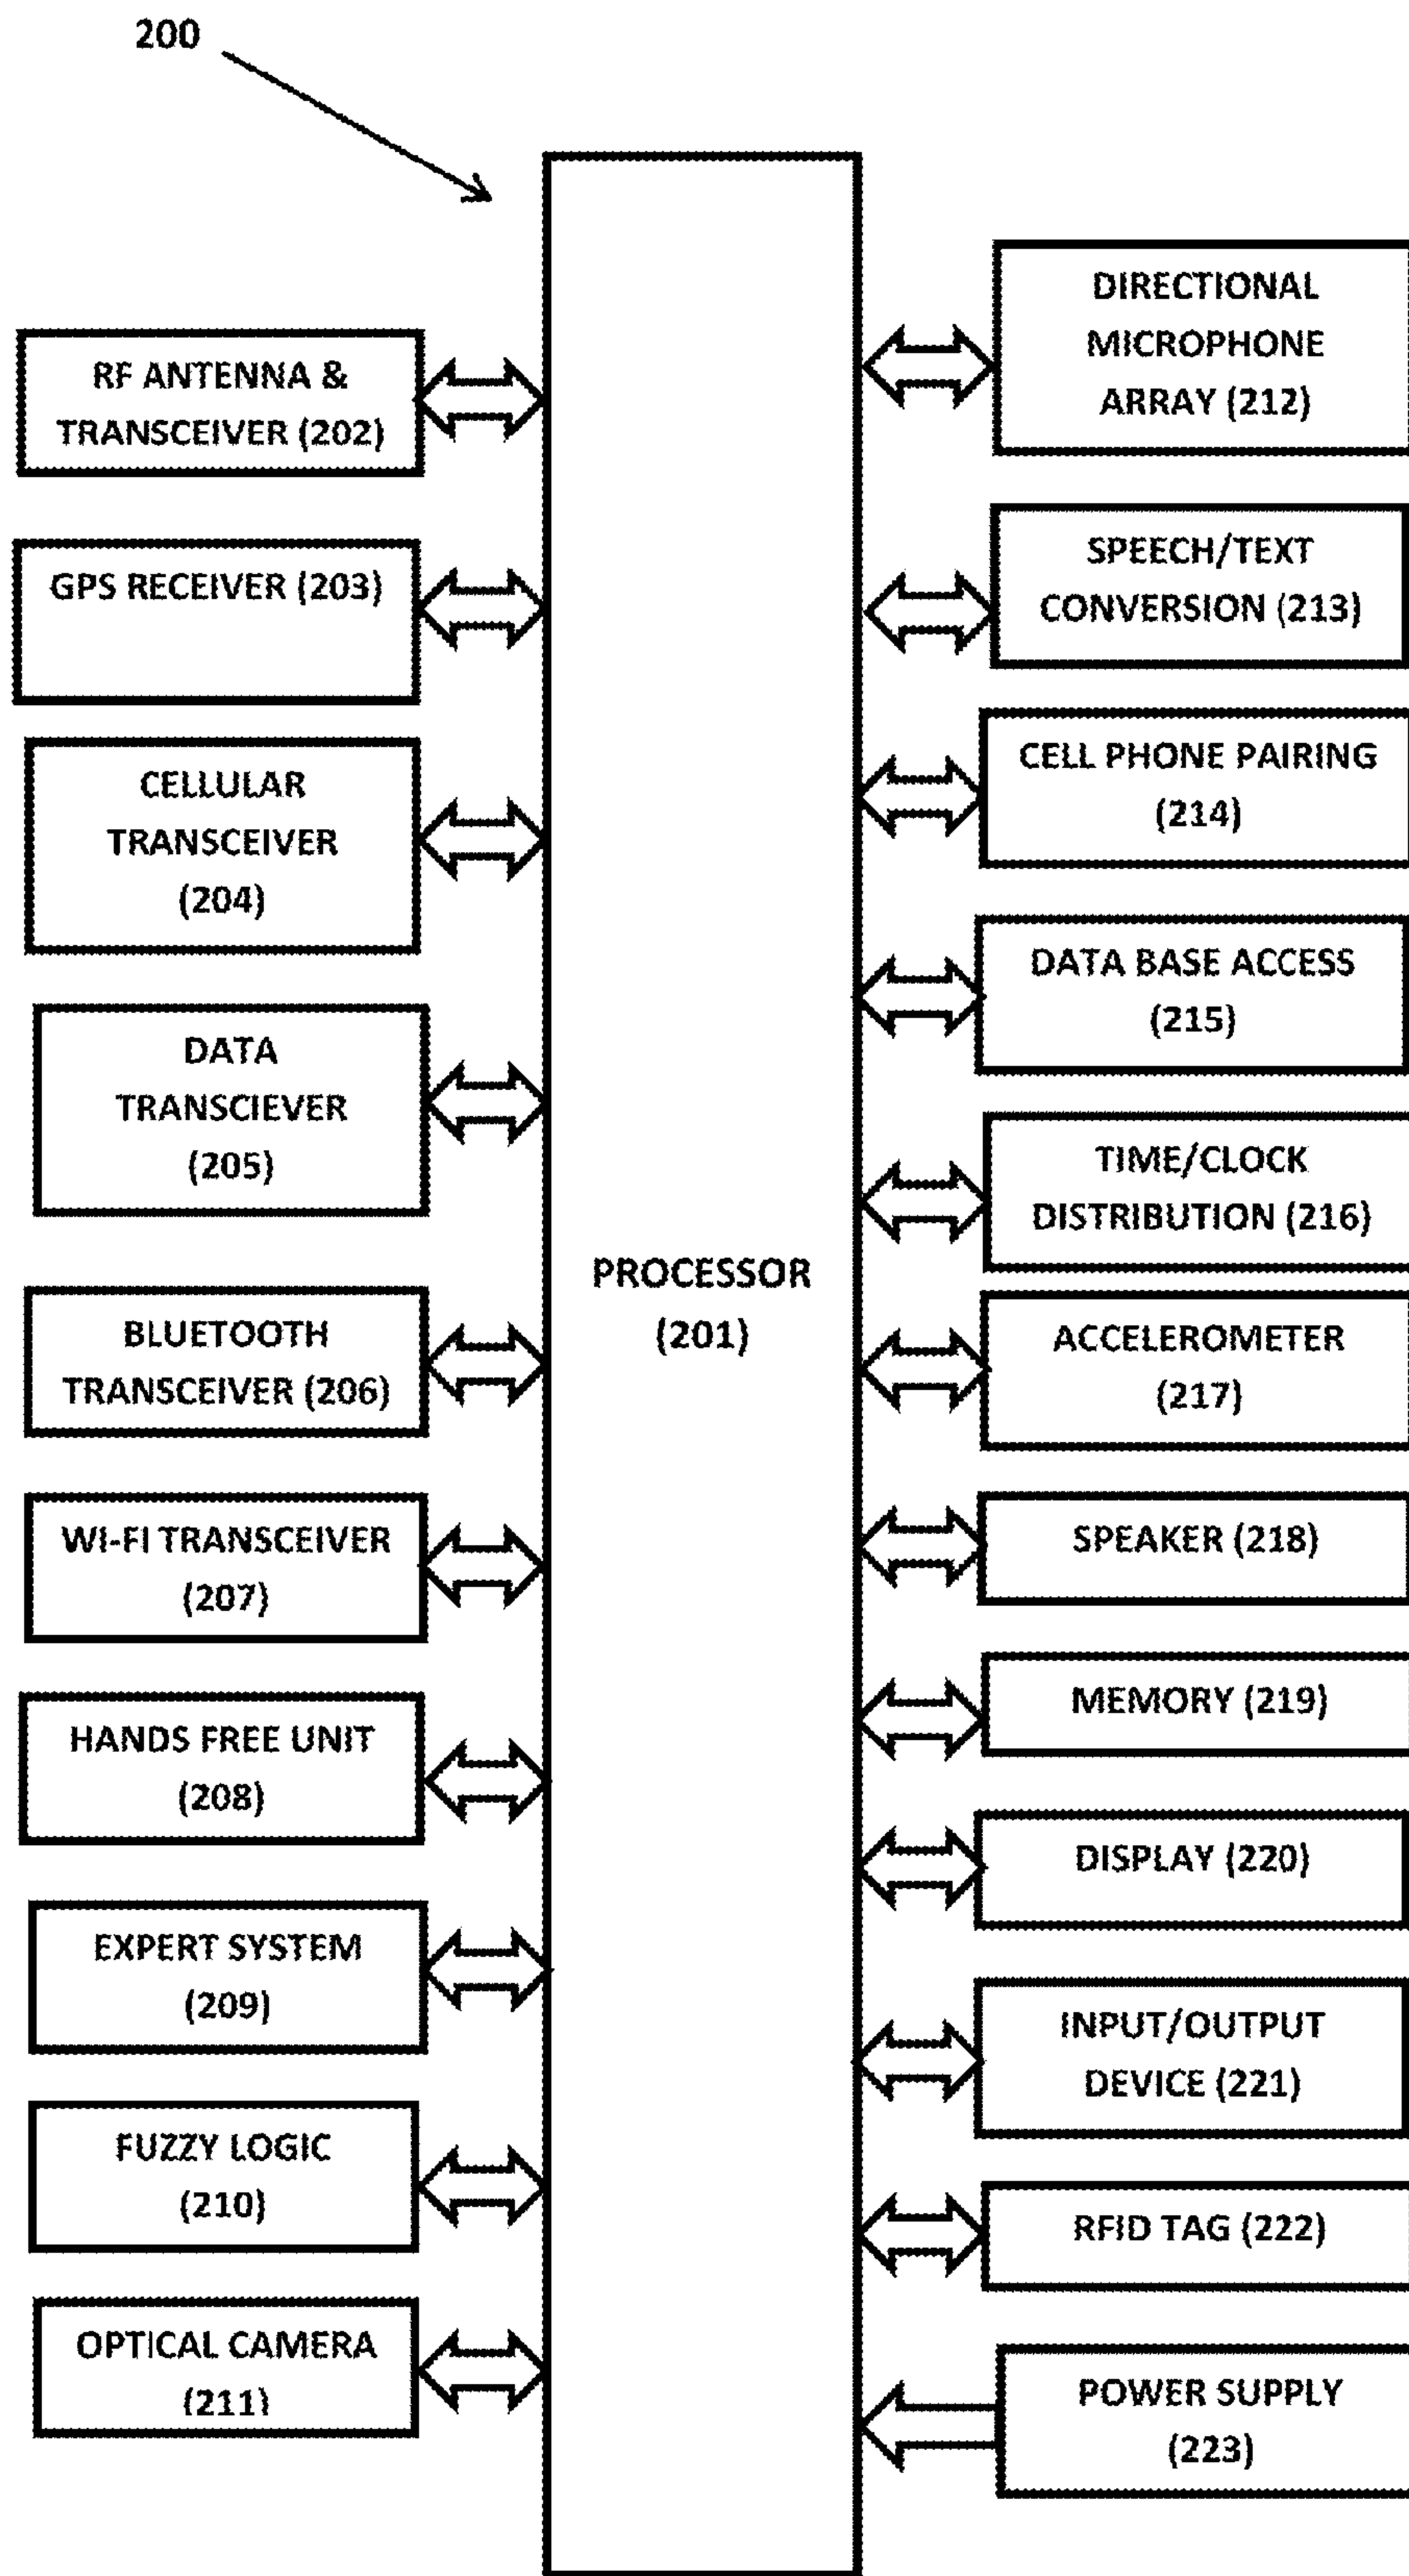 200
RF ANTENNA &
TRANSCEIVER (202)
GPS RECEIVER (203)
CELLULAR
TRANSCEIVER
(204)
DATA
TRANSCIEVER
(205)
BLUETOOTH
TRANSCEIVER (206)
WI-FI TRANSCEIVER
(207)
HANDS FREE UNIT
(208)
EXPERT SYSTEM
(209)
FUZZY LOGIC
(210)
OPTICAL CAMERA
(211)
PROCESSOR
(201)
DIRECTIONAL
MICROPHONE
ARRAY (212)
SPEECH/TEXT
CONVERSION (213)
CELL PHONE PAIRING
(214)
DATA BASE ACCESS
(215)
TIME/CLOCK
DISTRIBUTION (216)
ACCELEROMETER
(217)
SPEAKER (218)
MEMORY (219)
DISPLAY (220)
INPUT/OUTPUT
DEVICE (221)
RFID TAG (222)
POWER SUPPLY
(223)